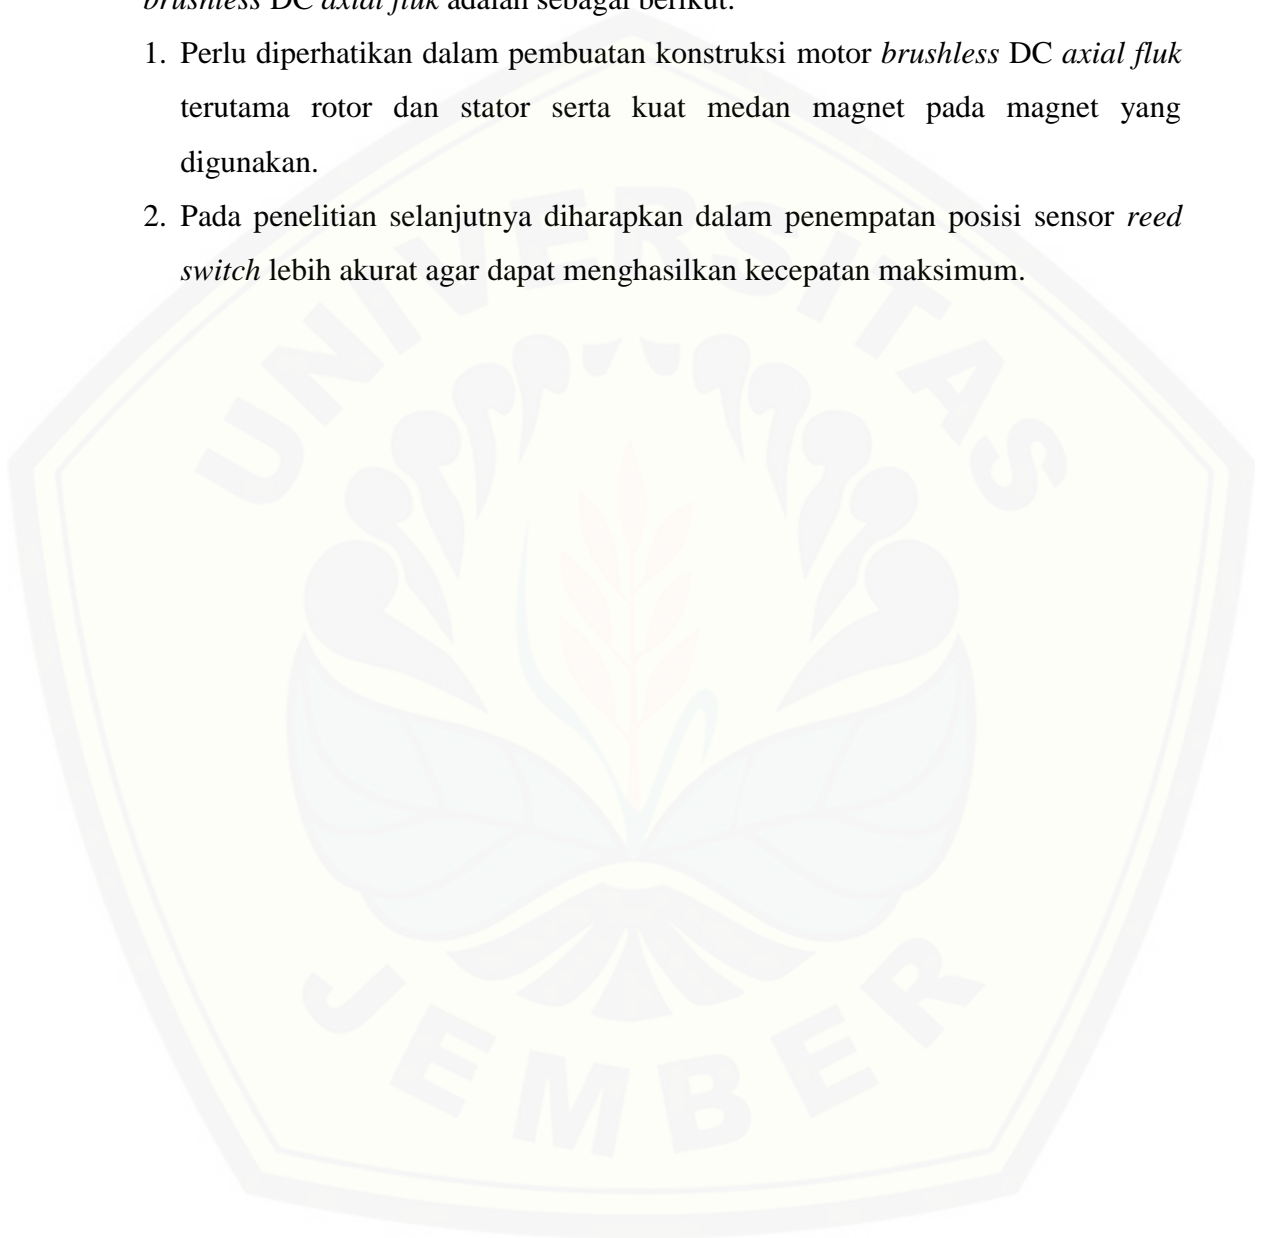 brushless DC axial fluk adalah sebagai berikut.
1. Perlu diperhatikan dalam pembuatan konstruksi motor brushless DC axial fluk
terutama rotor dan stator serta kuat medan magnet pada magnet yang
digunakan.
2. Pada penelitian selanjutnya diharapkan dalam penempatan posisi sensor reed
switch lebih akurat agar dapat menghasilkan kecepatan maksimum.
UNIVERSITAS
JEMBER